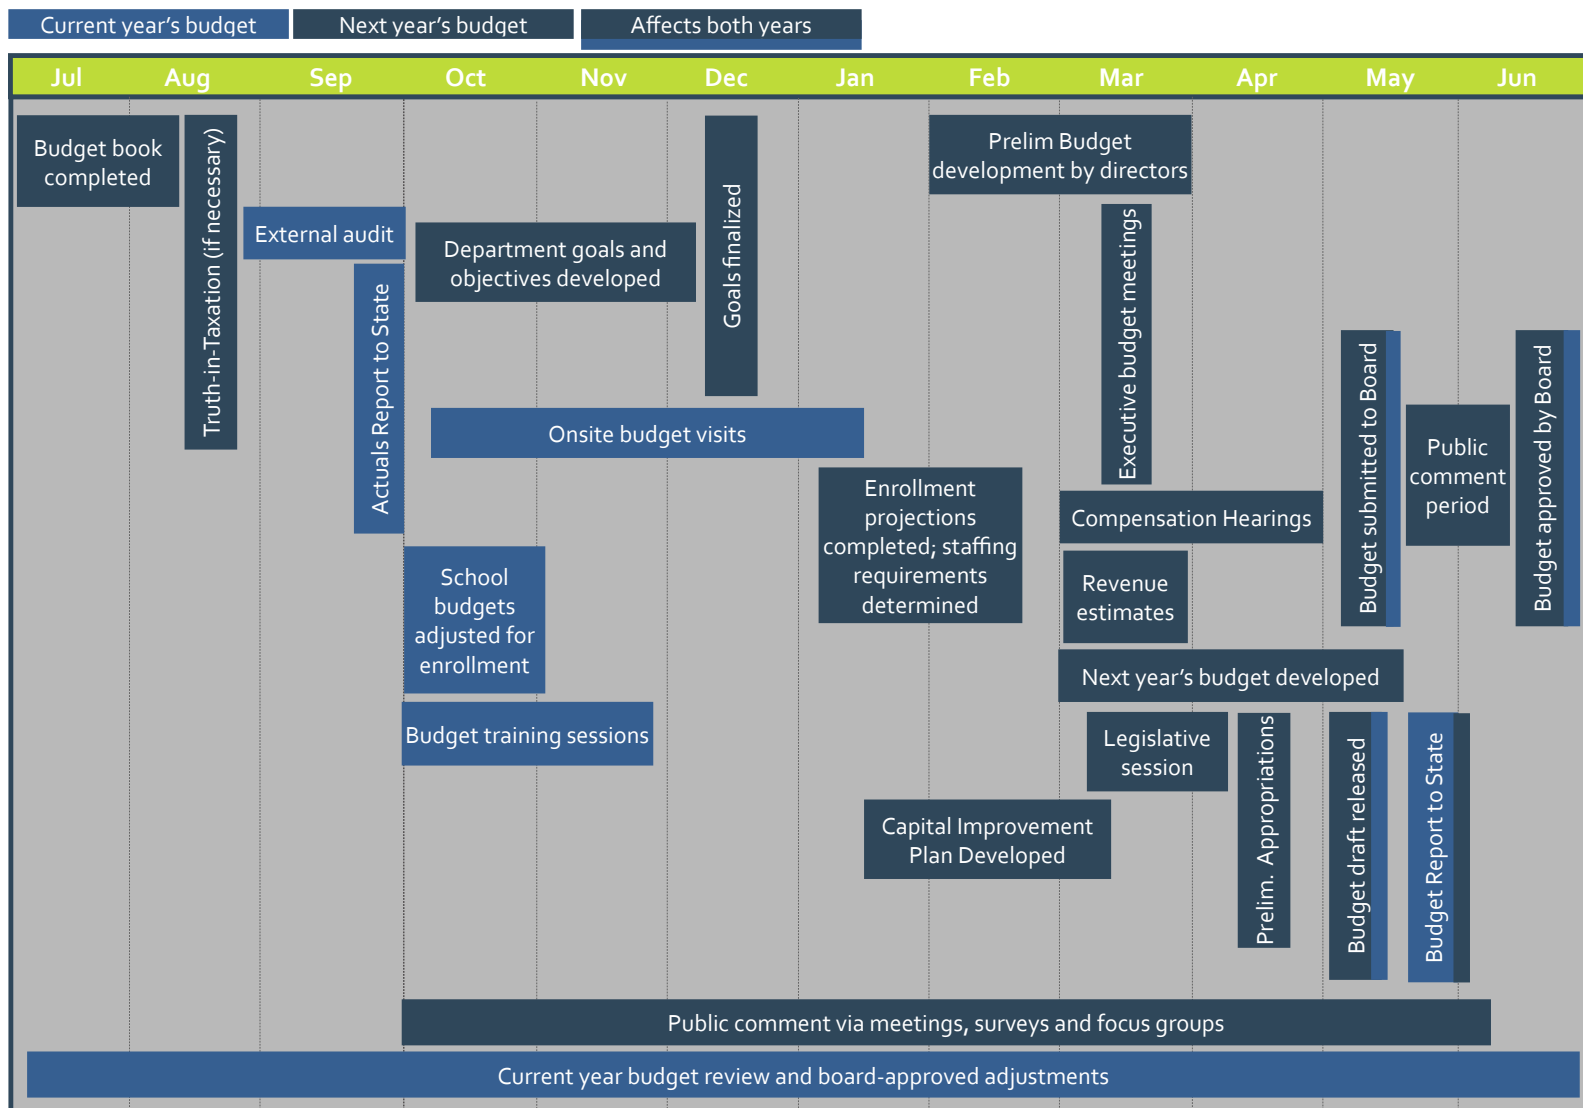 Current year's budget
Next year's budget
Affects both years
Jul
Aug
Sep
Oct
Nov
Dec
Jan
Feb
Mar
Apr
May
Jun
Budget book
completed
Truth-in-Taxation (if necessary)
External audit
Actuals Report to State
Department goals and
objectives developed
Goals finalized
Prelim Budget
development by directors
Executive budget meetings
Onsite budget visits
Enrollment
projections
completed; staffing
requirements
determined
Compensation Hearings
Revenue
estimates
Budget submitted to Board
Public
comment
period
Budget approved by Board
School
budgets
adjusted for
enrollment
Next year's budget developed
Budget training sessions
Legislative
session
Prelim. Appropriations
Budget draft released
Budget Report to State
Capital Improvement
Plan Developed
Public comment via meetings, surveys and focus groups
Current year budget review and board-approved adjustments